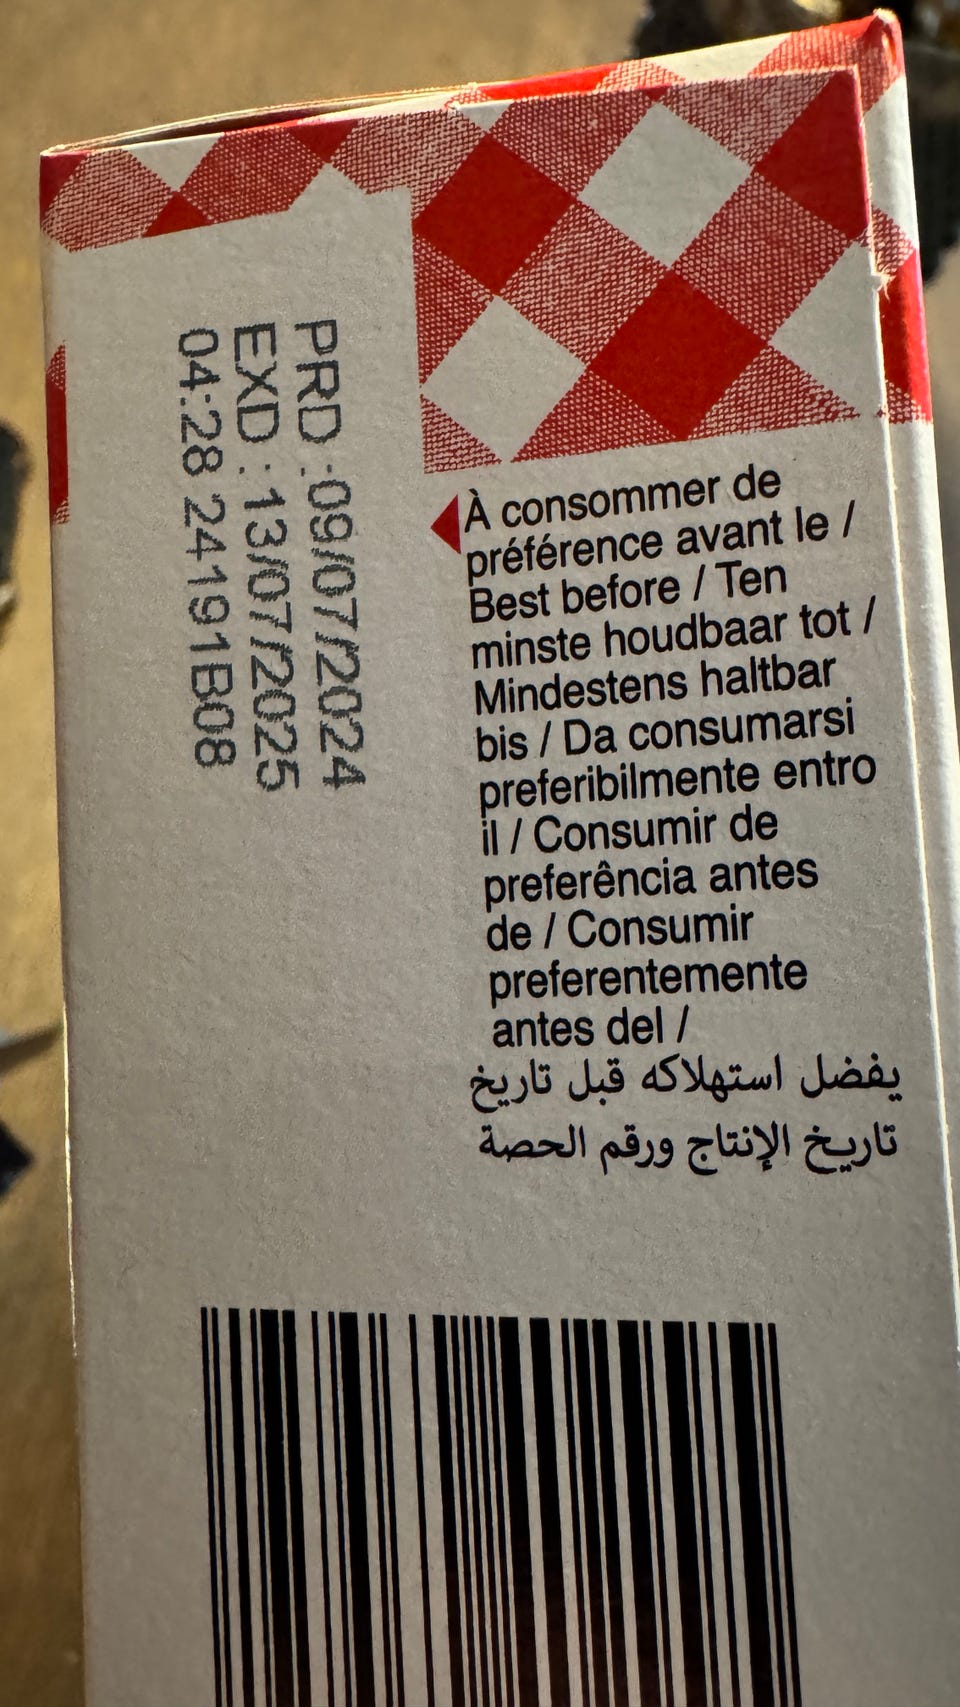 PRD :09/07/2024
EXD :13/07/2025
04:28 24191B08
À consommer de
préférence avant le /
Best before / Ten
minste houdbaar tot /
Mindestens haltbar
bis / Da consumarsi
preferibilmente entro
il / Consumir de
preferência antes
de / Consumir
preferentemente
antes del /
يفضل استهلاكه قبل تاريخ
تاريخ الإنتاج ورقم الحصة